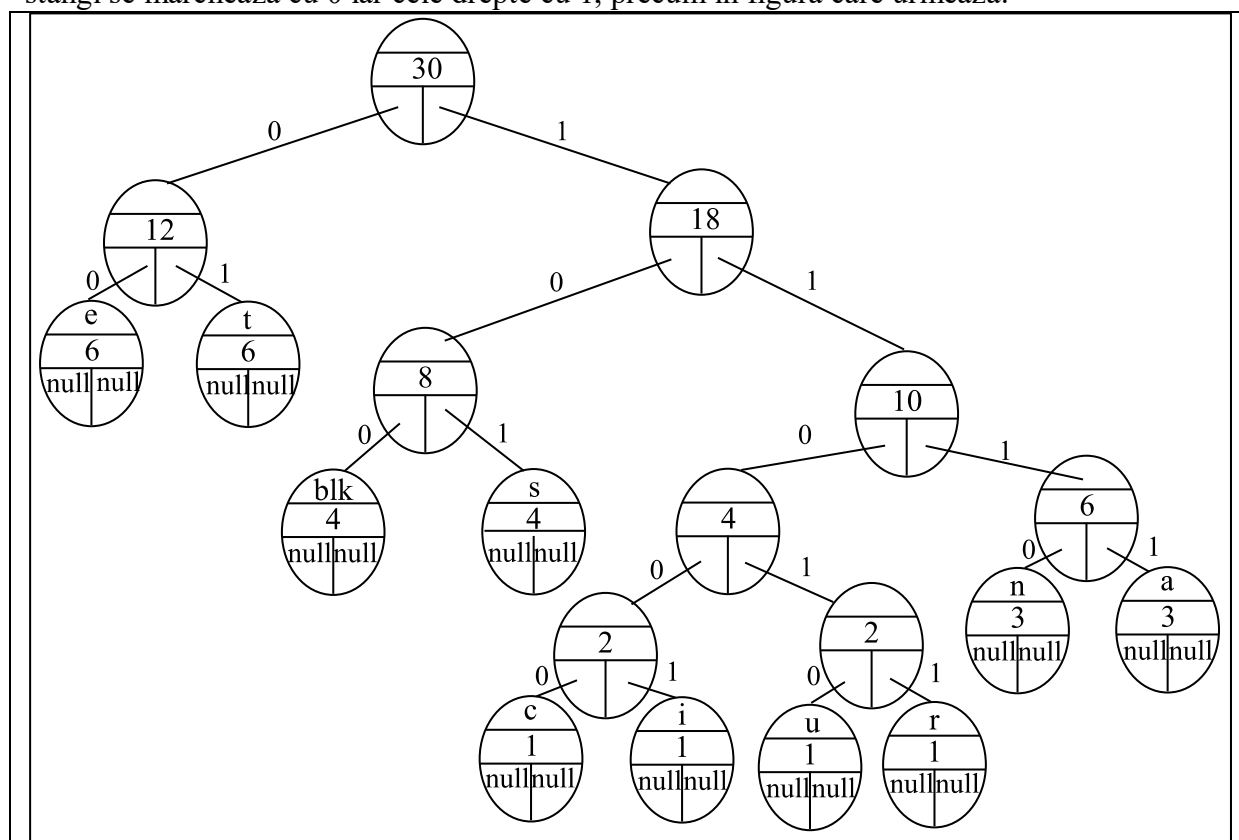 stângi se marchează cu 0 iar cele drepte cu 1, precum în figura care urmează:
30
0 1
12 18
0 1 0 1
e t
6 6
null null null null
8 10
0 1 0 1
blk s
4 4 4 6
null null null null
0 1 0 1
n a
3 3
null null null null
2 2
0 1 0 1
c i u r
1 1 1 1
null null null null null null null null